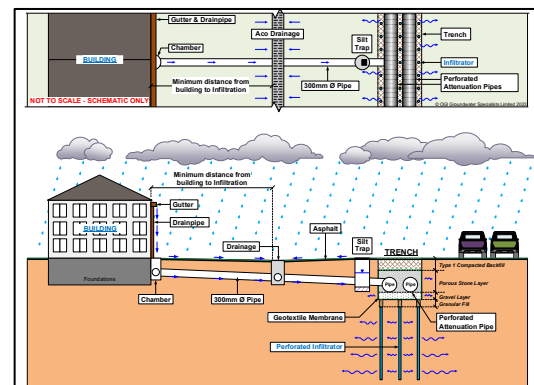 Gutter & Drainpipe
BUILDING
Chamber
Aco Drainage
Silt
Trap
Trench
Infiltrator
Minimum distance from
building to Infiltration
Perforated
Attenuation Pipes
300mm Ø Pipe
NOT TO SCALE - SCHEMATIC ONLY
© OGI Groundwater Specialists Limited 2023
Minimum distance from
building to Infiltration
Gutter
BUILDING
Drainpipe
Drainage
Asphalt
Silt
Trap
TRENCH
Type 1 Compacted Backfill
Foundations
Pipe
Pipe
Porous Stone Layer
Chamber
300mm Ø Pipe
Gravel Layer
Granular Fill
Geotextile Membrane
Perforated
Attenuation Pipe
Perforated Infiltrator